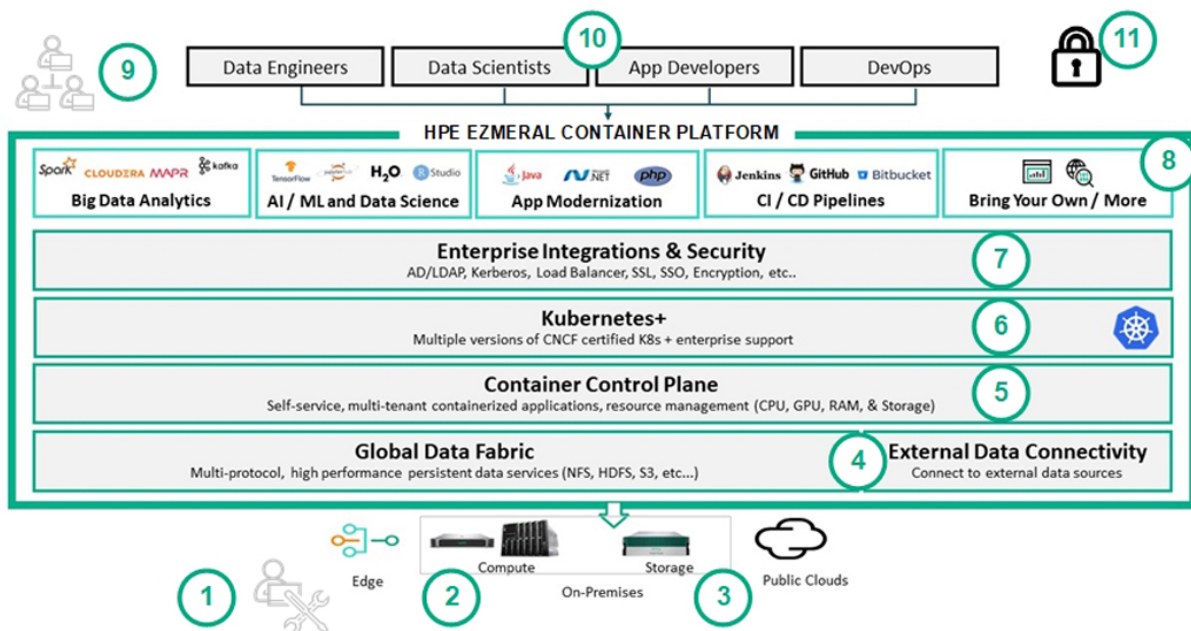 9
10
11
Data Engineers
Data Scientists
App Developers
DevOps
HPE EZMERAL CONTAINER PLATFORM
8
Spark
CLOUDERA
MAPR
kafka
Big Data Analytics
TensorFlow
jupyter
H2O
R Studio
AI / ML and Data Science
Java
.NET
php
App Modernization
Jenkins
GitHub
Bitbucket
CI / CD Pipelines
Bring Your Own / More
Enterprise Integrations & Security
AD/LDAP, Kerberos, Load Balancer, SSL, SSO, Encryption, etc..
7
Kubernetes+
Multiple versions of CNCF certified K8s + enterprise support
6
Container Control Plane
Self-service, multi-tenant containerized applications, resource management (CPU, GPU, RAM, & Storage)
5
Global Data Fabric
Multi-protocol, high performance persistent data services (NFS, HDFS, S3, etc...)
4
External Data Connectivity
Connect to external data sources
Edge
Compute
Storage
On-Premises
Public Clouds
1
2
3